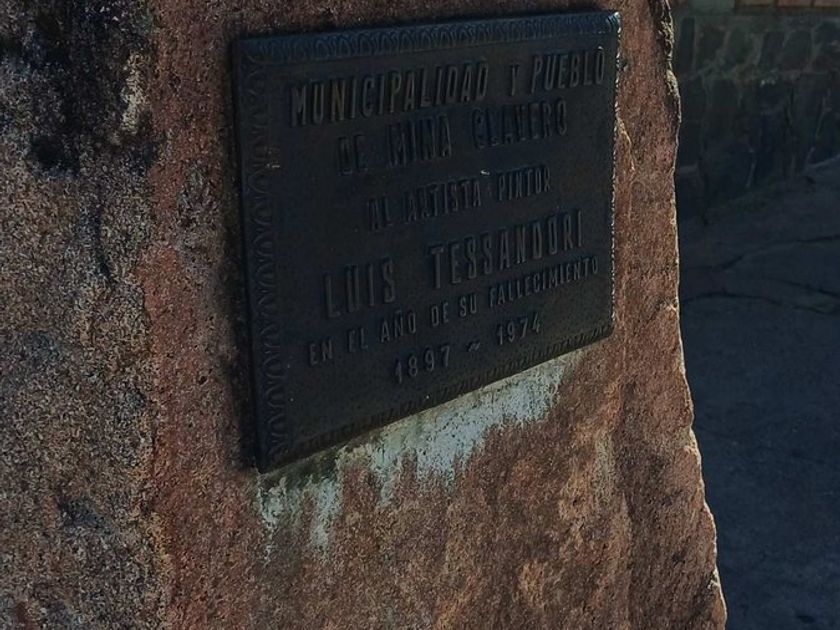 MUNICIPALIDAD Y PUEBLO
DE MINA CLAVERO
AL ARTISTA PINTOR
LUIS TESSANDORI
EN EL AÑO DE SU FALLECIMIENTO
1897 ~ 1974